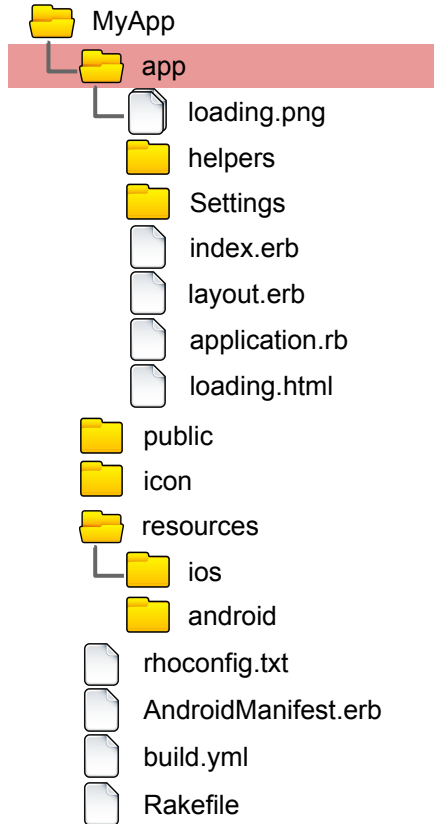 MyApp
app
loading.png
helpers
Settings
index.erb
layout.erb
application.rb
loading.html
public
icon
resources
ios
android
rhoconfig.txt
AndroidManifest.erb
build.yml
Rakefile